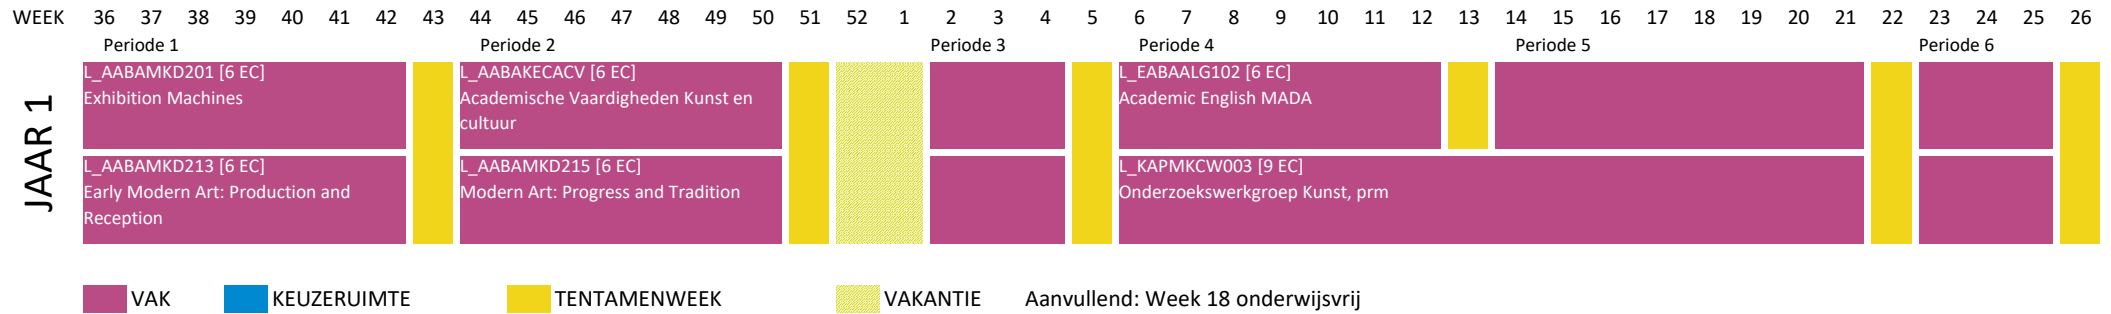 WEEK 36 37 38 39 40 41 42 43 44 45 46 47 48 49 50 51 52 1 2 3 4 5 6 7 8 9 10 11 12 13 14 15 16 17 18 19 20 21 22 23 24 25 26
Periode 1 Periode 2 Periode 3 Periode 4 Periode 5 Periode 6
JAAR 1
L_AABAMKD201 [6 EC]
Exhibition Machines
L_AABAKECACV [6 EC]
Academische Vaardigheden Kunst en
cultuur
L_EABAALG102 [6 EC]
Academic English MADA
L_AABAMKD213 [6 EC]
Early Modern Art: Production and
Reception
L_AABAMKD215 [6 EC]
Modern Art: Progress and Tradition
L_KAPMKCW003 [9 EC]
Onderzoekswerkgroep Kunst, prm
VAK KEUZERUIMTE TENTAMENWEEK VAKANTIE Aanvullend: Week 18 onderwijsvrij